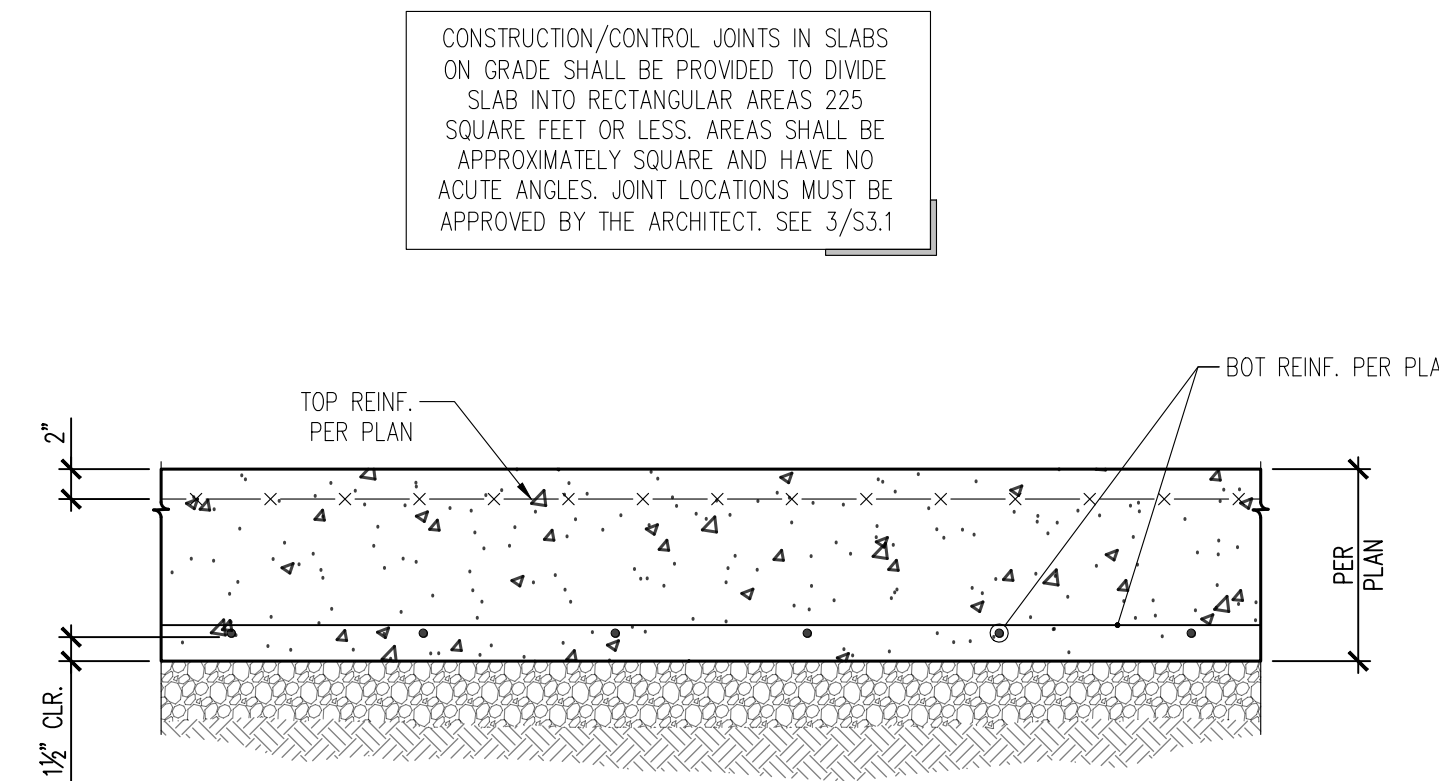 CONSTRUCTION/CONTROL JOINTS IN SLABS
ON GRADE SHALL BE PROVIDED TO DIVIDE
SLAB INTO RECTANGULAR AREAS 225
SQUARE FEET OR LESS. AREAS SHALL BE
APPROXIMATELY SQUARE AND HAVE NO
ACUTE ANGLES. JOINT LOCATIONS MUST BE
APPROVED BY THE ARCHITECT. SEE 3/S3.1
BOT REINF. PER PLA
TOP REINF.
PER PLAN
2"
PER
PLAN
1½" CLR.